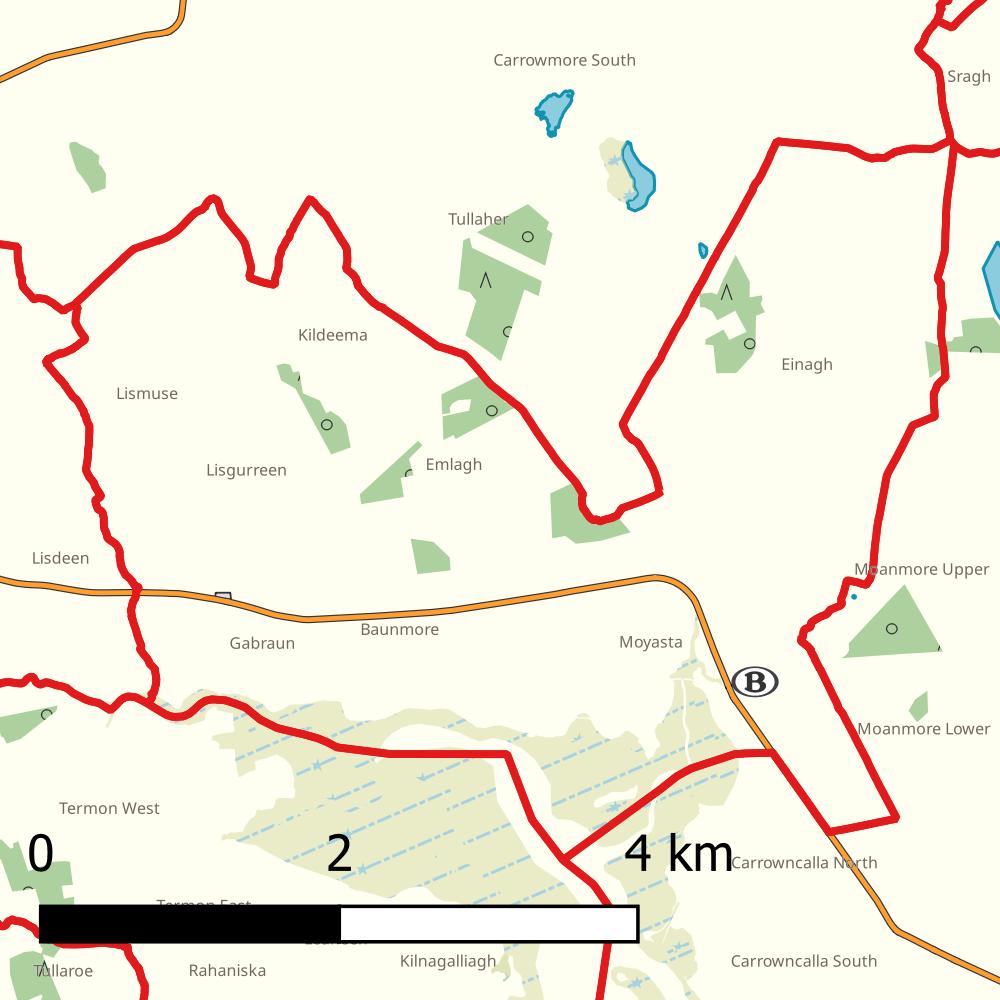 Carrowmore South
Sragh
Tullaher
Kildeema
Einagh
Lismuse
Emlagh
Lisgurreen
Lisdeen
Moanmore Upper
Gabraun
Baunmore
Moyasta
B
Moanmore Lower
Termon West
0 2 4 km
Carrowncalla North
Termon East
Kilnagalliagh
Carrowncalla South
Tullaroe
Rahaniska